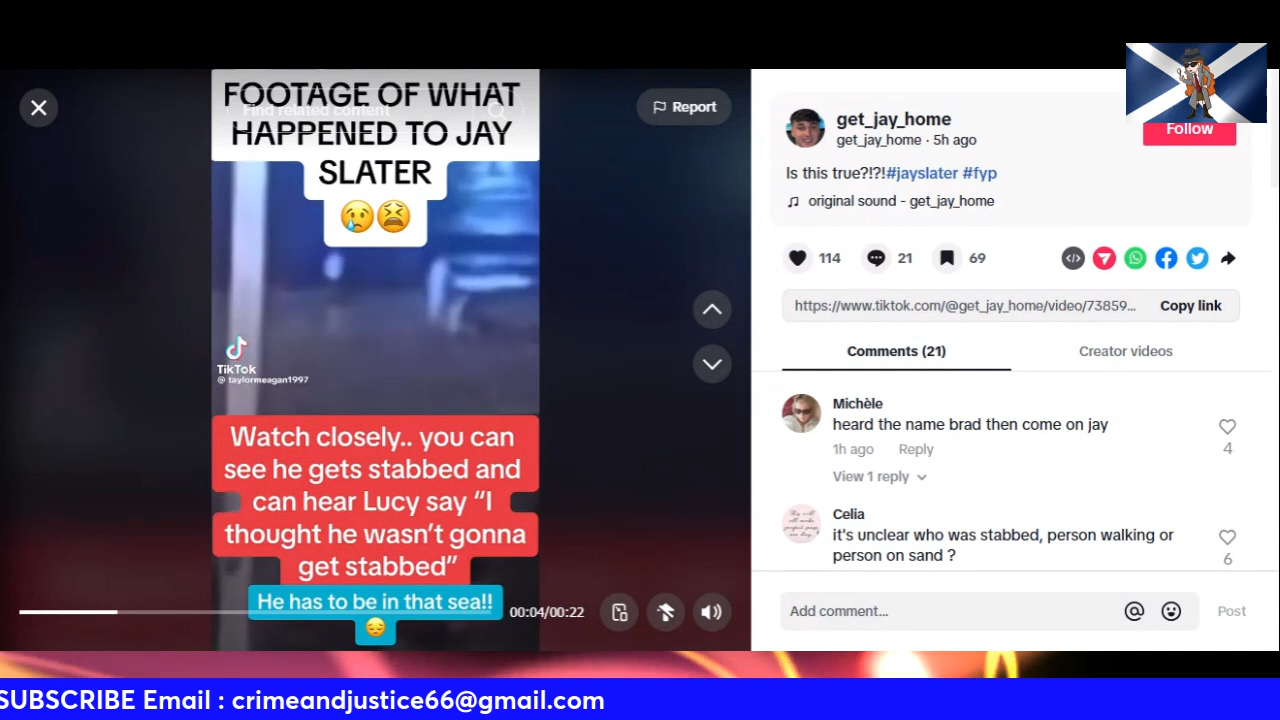 FOOTAGE OF WHAT
Find related content
HAPPENED TO JAY
SLATER
😢😫
Report
TikTok
@ taylormeagan1997
Watch closely.. you can
see he gets stabbed and
can hear Lucy say “I
thought he wasn’t gonna
get stabbed”
He has to be in that sea!!
😔
00:04/00:22
get_jay_home
get_jay_home · 5h ago
Follow
Is this true?!?!#jayslater #fyp
original sound - get_jay_home
114
21
69
https://www.tiktok.com/@get_jay_home/video/73859...
Copy link
Comments (21)
Creator videos
Michèle
heard the name brad then come on jay
1h ago
Reply
4
View 1 reply
Celia
it's unclear who was stabbed, person walking or
person on sand ?
6
Add comment...
Post
SUBSCRIBE Email : crimeandjustice66@gmail.com